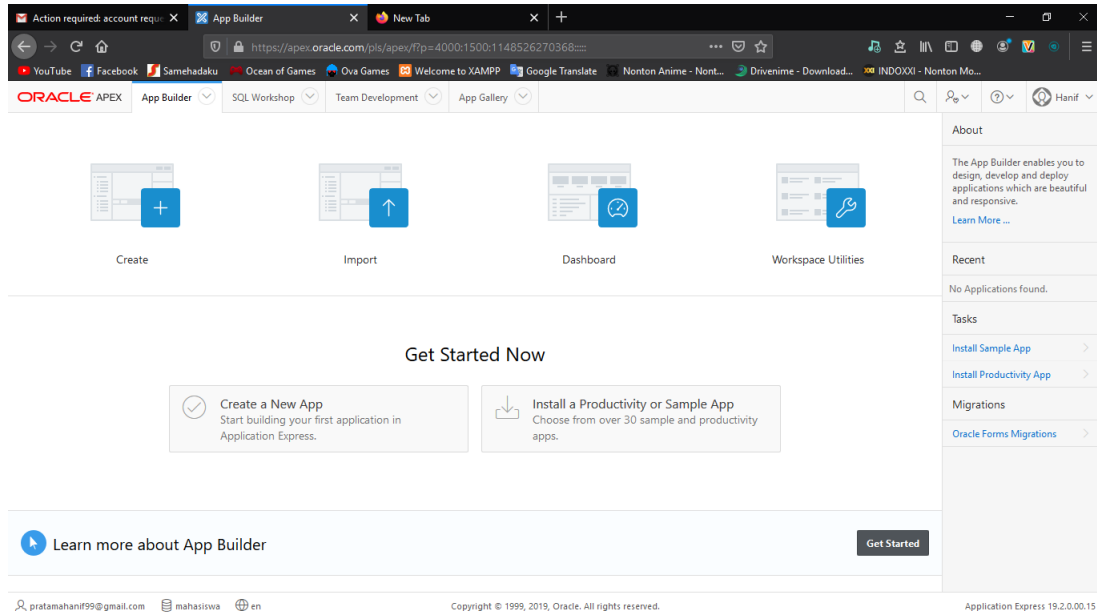 Action required: account reque
App Builder
New Tab
https://apex.oracle.com/pls/apex/f?p=4000:1500:1148526270368:::::
YouTube Facebook Samehadaku Ocean of Games Ova Games Welcome to XAMPP Google Translate Nonton Anime - Nont... Drivenime - Download... INDOXXI - Nonton Mo...
ORACLE APEX App Builder SQL Workshop Team Development App Gallery Hanif
Create
Import
Dashboard
Workspace Utilities
Get Started Now
Create a New App
Start building your first application in
Application Express.
Install a Productivity or Sample App
Choose from over 30 sample and productivity
apps.
Learn more about App Builder
Get Started
About
The App Builder enables you to
design, develop and deploy
applications which are beautiful
and responsive.
Learn More ...
Recent
No Applications found.
Tasks
Install Sample App
Install Productivity App
Migrations
Oracle Forms Migrations
pratamahanif99@gmail.com mahasiswa en
Copyright © 1999, 2019, Oracle. All rights reserved.
Application Express 19.2.0.00.15